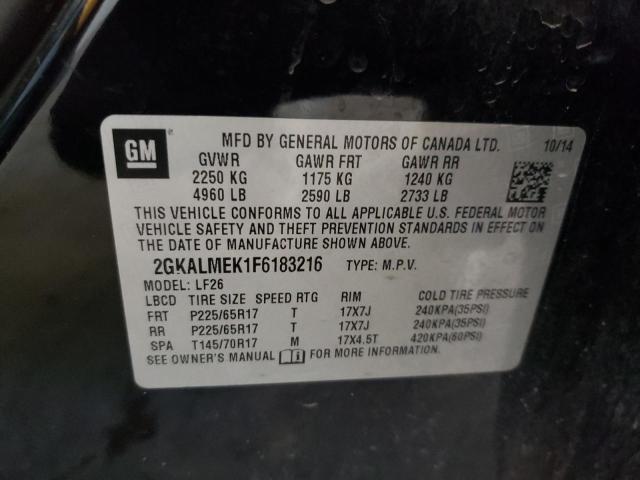 GM ®
MFD BY GENERAL MOTORS OF CANADA LTD. 10/14
GVWR GAWR FRT GAWR RR
2250 KG 1175 KG 1240 KG
4960 LB 2590 LB 2733 LB
THIS VEHICLE CONFORMS TO ALL APPLICABLE U.S. FEDERAL MOTOR
VEHICLE SAFETY AND THEFT PREVENTION STANDARDS IN EFFECT ON
THE DATE OF MANUFACTURE SHOWN ABOVE.
2GKALMEK1F6183216 TYPE: M.P.V.
MODEL: LF26
LBCD TIRE SIZE SPEED RTG RIM COLD TIRE PRESSURE
FRT P225/65R17 T 17X7J 240KPA(35PSI)
RR P225/65R17 T 17X7J 240KPA(35PSI)
SPA T145/70R17 M 17X4.5T 420KPA(60PSI)
SEE OWNER'S MANUAL FOR MORE INFORMATION.